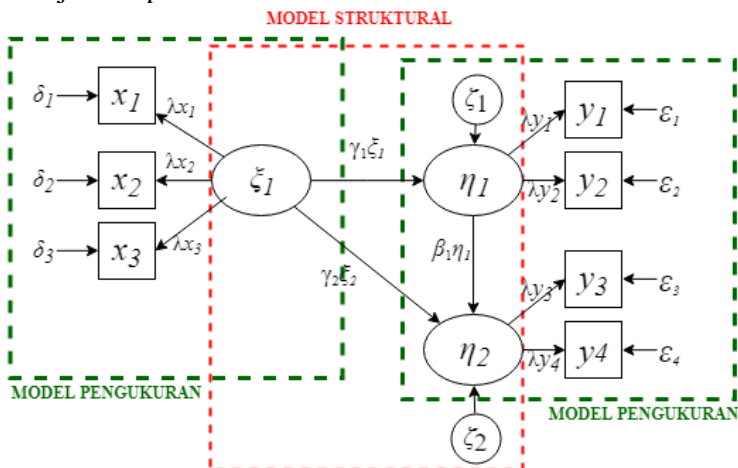 MODEL STRUKTURAL
δ1
x1
λx1
δ2
x2
λx2
δ3
x3
λx3
ξ1
γ1ξ1
γ2ξ2
ζ1
η1
β1η1
η2
ζ2
λy1
y1
ε1
λy2
y2
ε2
λy3
y3
ε3
λy4
y4
ε4
MODEL PENGUKURAN
MODEL PENGUKURAN